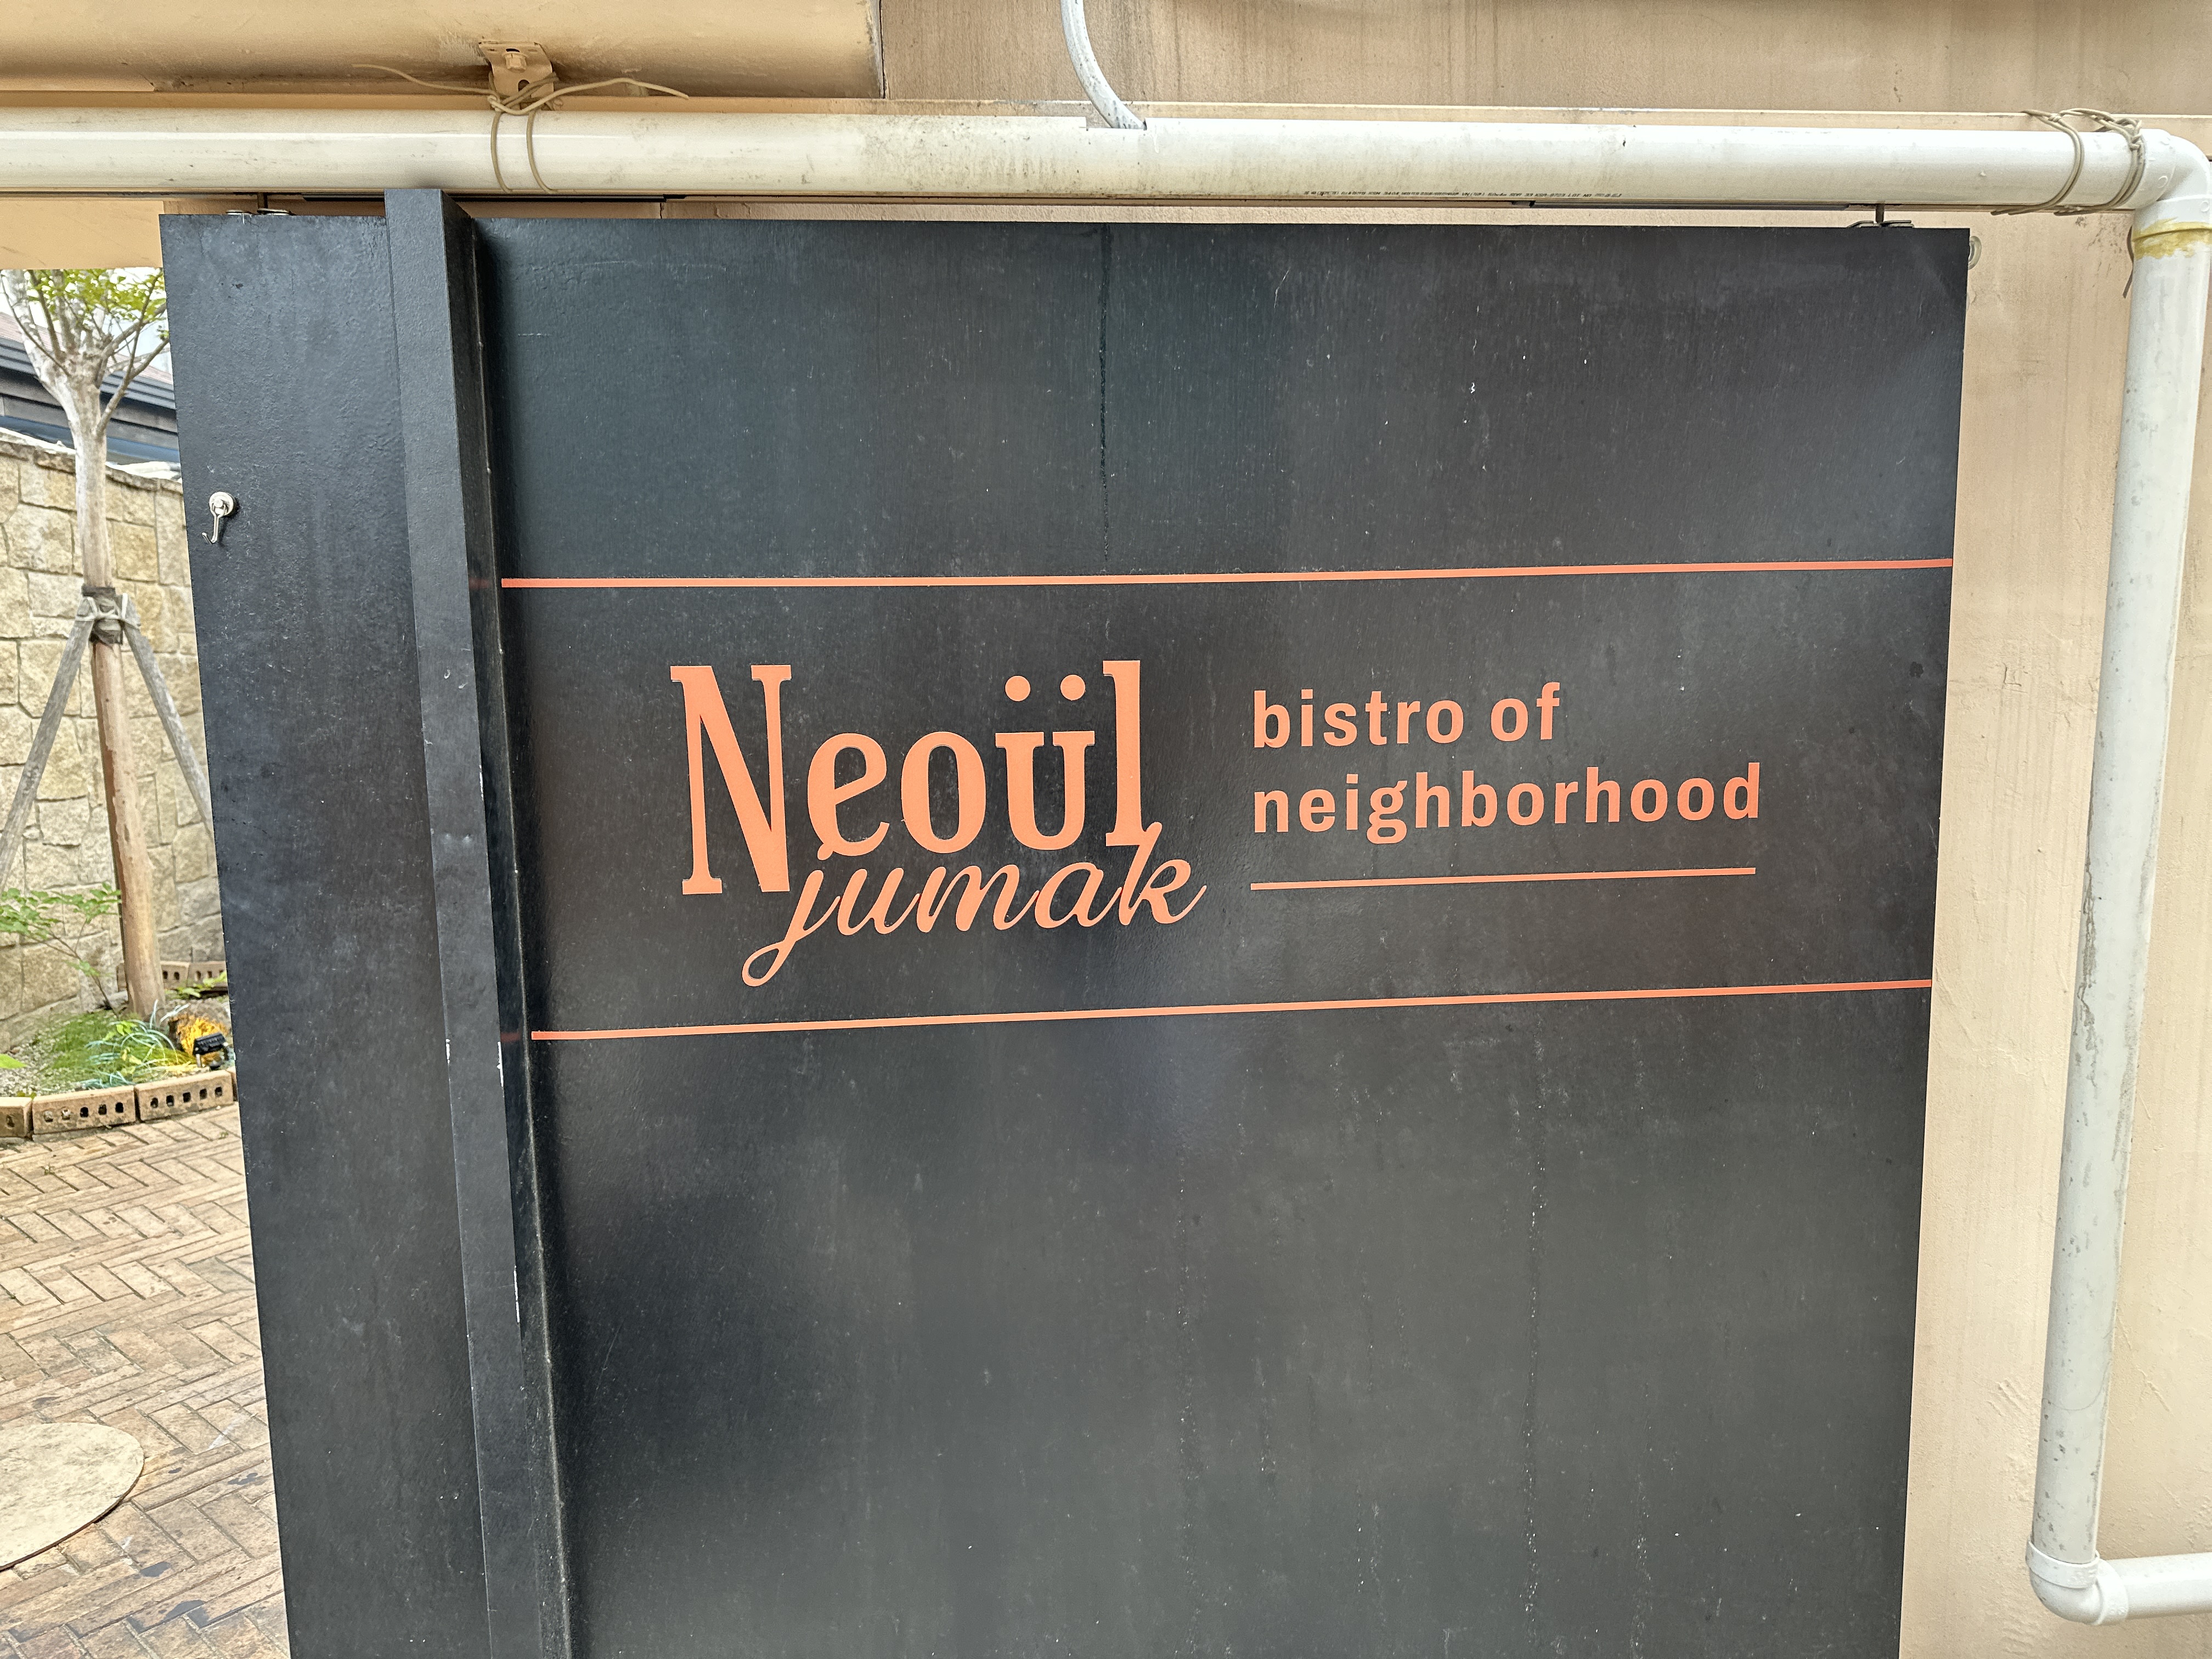 Neoül
jumak
bistro of
neighborhood